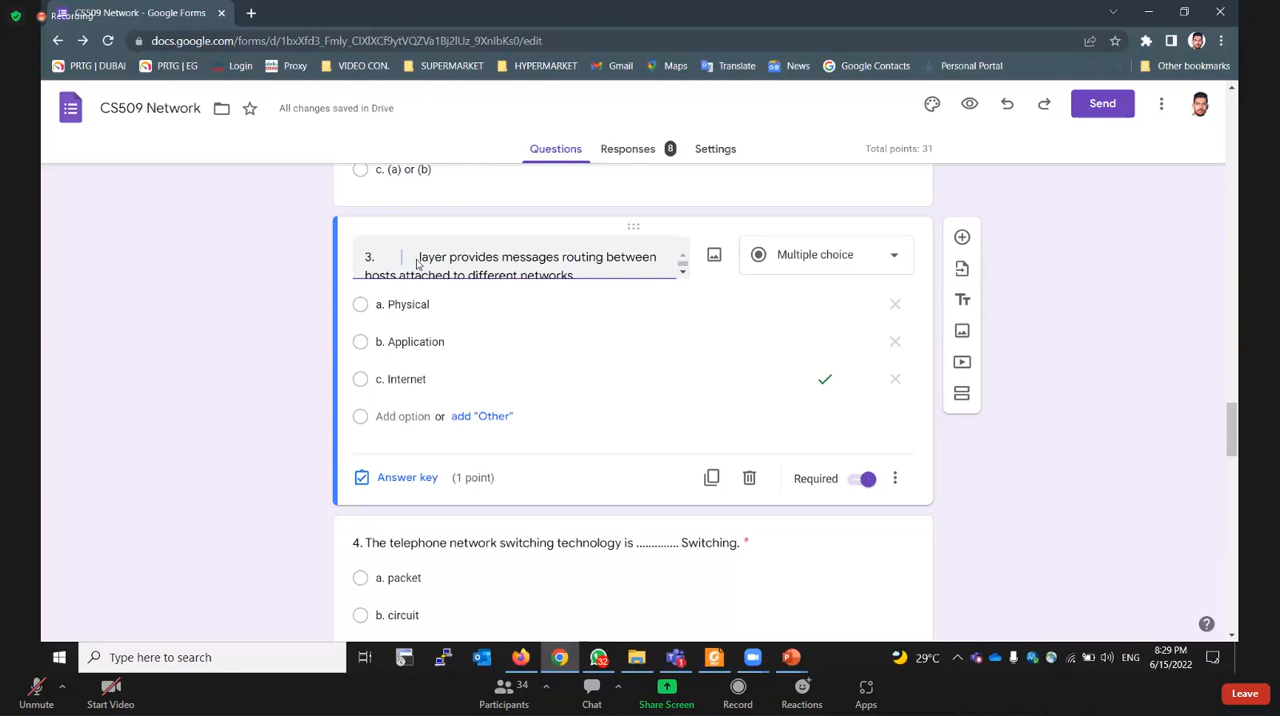 Recording
CS509 Network - Google Forms
docs.google.com/forms/d/1bxXfd3_Fmly_ClXlXCf9ytVQZVa1Bj2lUz_9XnIbKs0/edit
PRTG | DUBAI
PRTG | EG
Login
Proxy
VIDEO CON.
SUPERMARKET
HYPERMARKET
Gmail
Maps
Translate
News
Google Contacts
Personal Portal
Other bookmarks
CS509 Network
All changes saved in Drive
Send
Questions
Responses 8
Settings
Total points: 31
c. (a) or (b)
3. layer provides messages routing between
hosts attached to different networks
Multiple choice
a. Physical
b. Application
c. Internet
Add option or add "Other"
Answer key (1 point)
Required
4. The telephone network switching technology is .............. Switching. *
a. packet
b. circuit
Type here to search
32
1
29°C
ENG
8:29 PM
6/15/2022
Unmute
Start Video
Participants 34
Chat
Share Screen
Record
Reactions
Apps
Leave